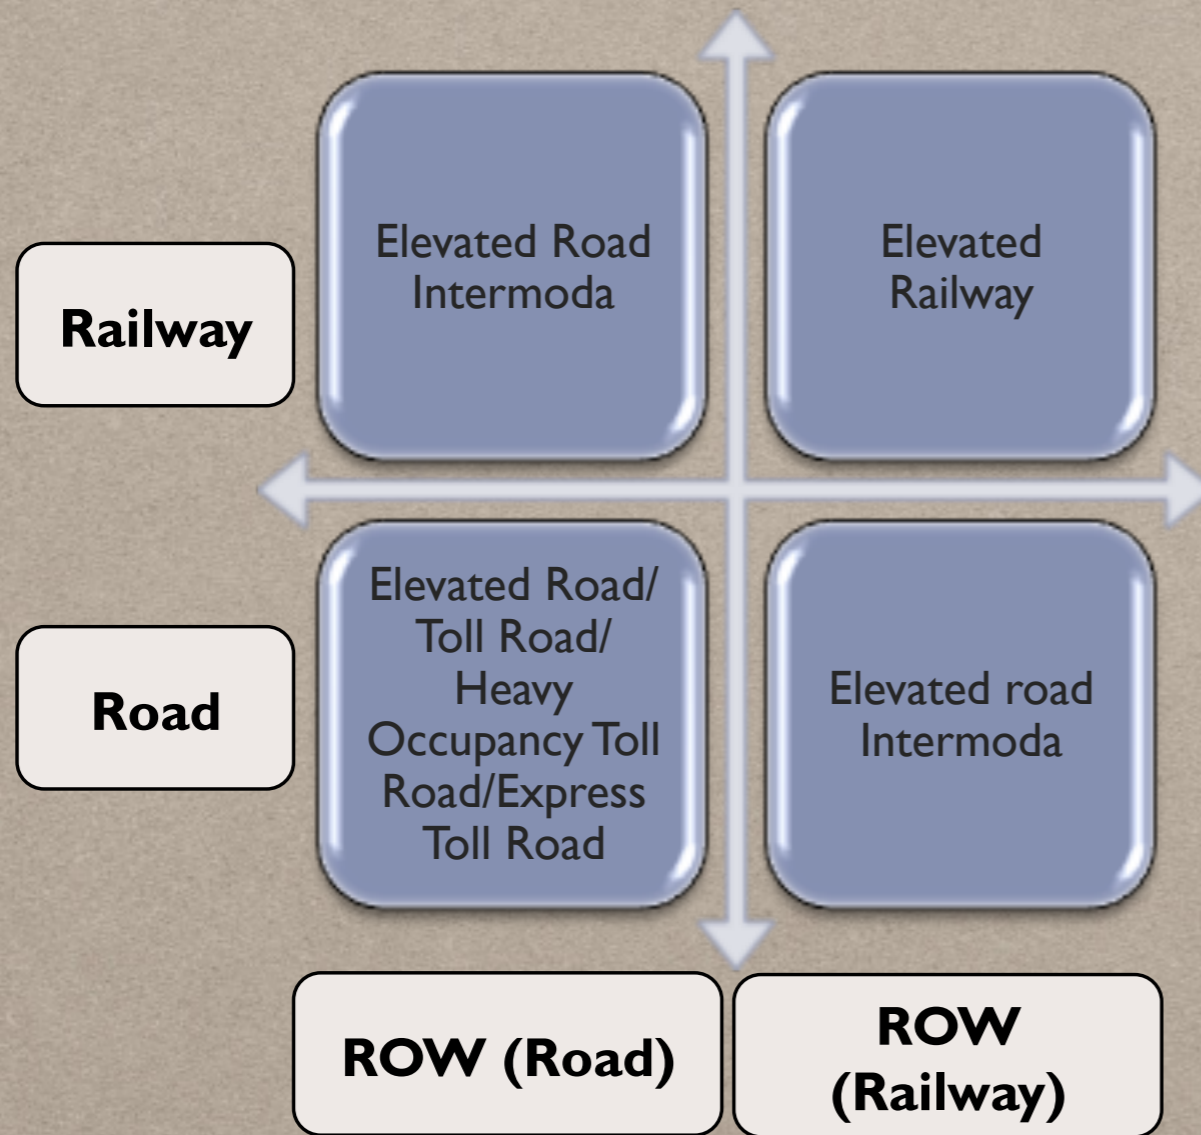 Elevated Road
Intermoda
Elevated
Railway
Railway
Elevated Road/
Toll Road/
Heavy
Occupancy Toll
Road/Express
Toll Road
Elevated road
Intermoda
Road
ROW (Road)
ROW
(Railway)